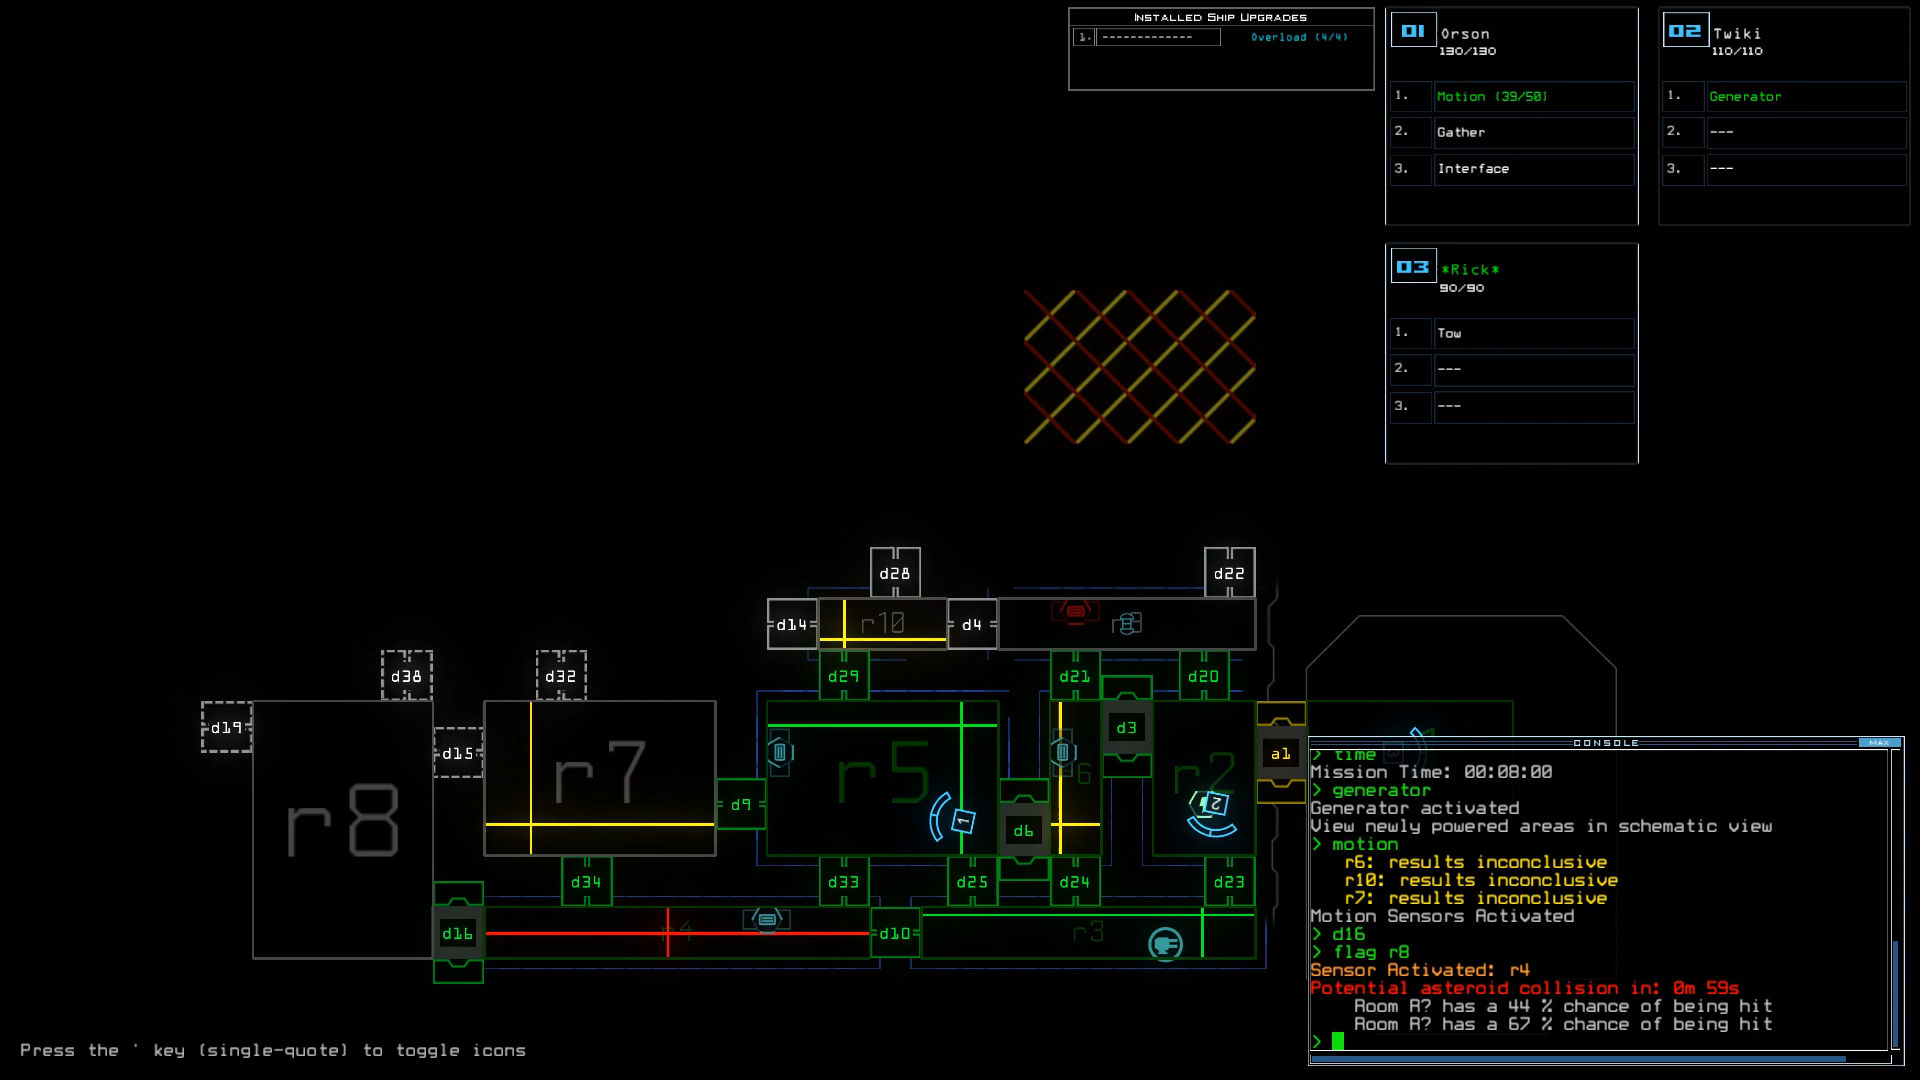 Installed Ship Upgrades
1. ------------- Overload (4/4)
01 Orson
130/130
1. Motion (39/50)
2. Gather
3. Interface
02 Twiki
110/110
1. Generator
2. ---
3. ---
03 *Rick*
90/90
1. Tow
2. ---
3. ---
d28
d22
d14
r10
d4
d29
d21
d20
d38
d32
d19
d15
r8
r7
d9
r5
d6
r6
d3
r2
a1
1
2
d34
d33
d25
d24
d23
d16
r4
d10
r3
CONSOLE
MAX
> time
Mission Time: 00:08:00
> generator
Generator activated
View newly powered areas in schematic view
> motion
r6: results inconclusive
r10: results inconclusive
r7: results inconclusive
Motion Sensors Activated
> d16
> flag r8
Sensor Activated: r4
Potential asteroid collision in: 0m 59s
Room R? has a 44 % chance of being hit
Room R? has a 67 % chance of being hit
>
Press the ' key (single-quote) to toggle icons